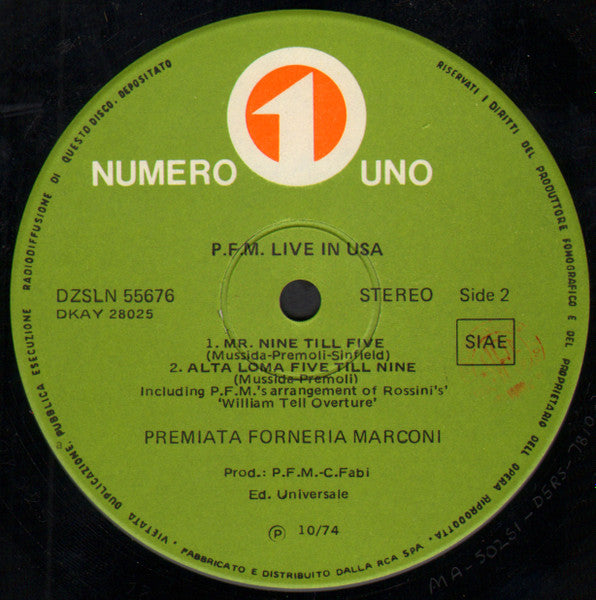 1
NUMERO UNO
P.F.M. LIVE IN USA
DZSLN 55676
DKAY 28025
STEREO Side 2
1. MR. NINE TILL FIVE
(Mussida-Premoli-Sinfield)
2. ALTA LOMA FIVE TILL NINE
(Mussida-Premoli)
Including P.F.M.'s arrangement of Rossini's'
'William Tell Overture'
SIAE
PREMIATA FORNERIA MARCONI
Prod.: P.F.M.-C.Fabi
Ed. Universale
Ⓟ 10/74
RISERVATI I DIRITTI DEL PRODUTTORE FONOGRAFICO E DEL PROPRIETARIO DELL'OPERA RIPRODOTTA
a
VIETATA DUPLICAZIONE, PUBBLICA ESECUZIONE RADIODIFFUSIONE DI QUESTO DISCO. DEPOSITATO
FABBRICATO E DISTRIBUITO DALLA RCA SPA